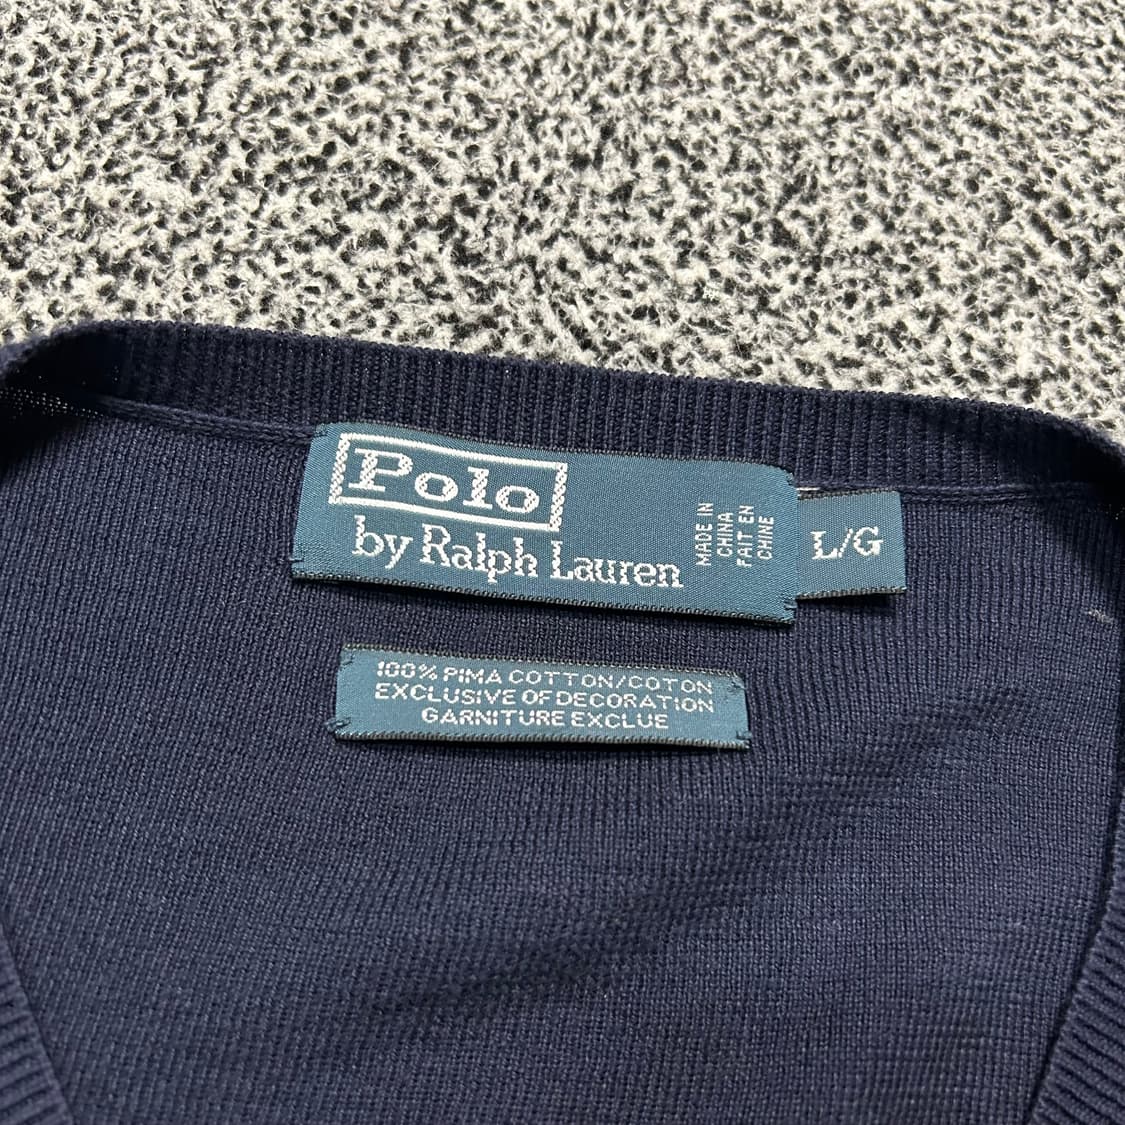 Polo
by Ralph Lauren
MADE IN
CHINA
FAIT EN
CHINE
L/G
100% PIMA COTTON/COTON
EXCLUSIVE OF DECORATION
GARNITURE EXCLUE